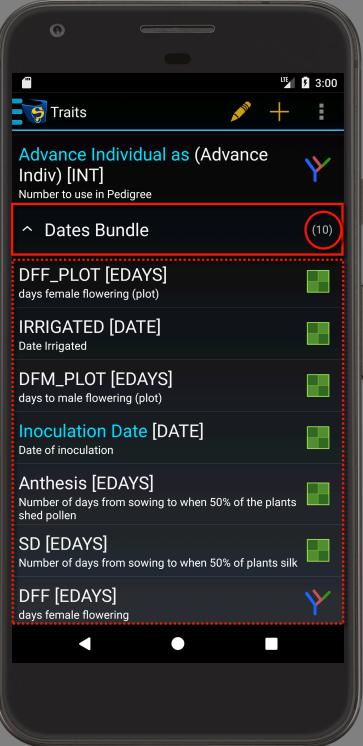 LTE 3:00
Traits
Advance Individual as (Advance
Indiv) [INT]
Number to use in Pedigree
Dates Bundle (10)
DFF_PLOT [EDAYS]
days female flowering (plot)
IRRIGATED [DATE]
Date Irrigated
DFM_PLOT [EDAYS]
days to male flowering (plot)
Inoculation Date [DATE]
Date of inoculation
Anthesis [EDAYS]
Number of days from sowing to when 50% of the plants
shed pollen
SD [EDAYS]
Number of days from sowing to when 50% of plants silk
DFF [EDAYS]
days female flowering